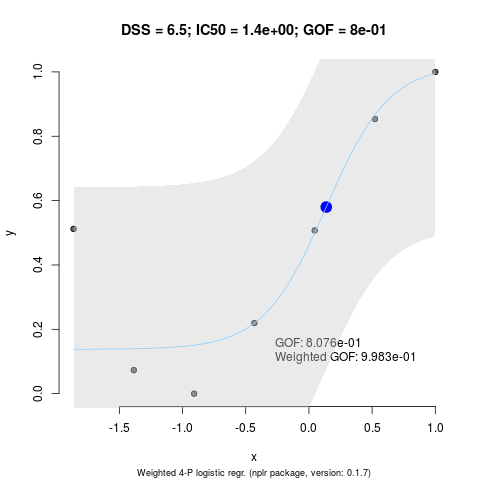 DSS = 6.5; IC50 = 1.4e+00; GOF = 8e-01
1.0
0.8
0.6
0.4
0.2
0.0
y
GOF: 8.076e-01
Weighted GOF: 9.983e-01
-1.5 -1.0 -0.5 0.0 0.5 1.0
x
Weighted 4-P logistic regr. (nplr package, version: 0.1.7)